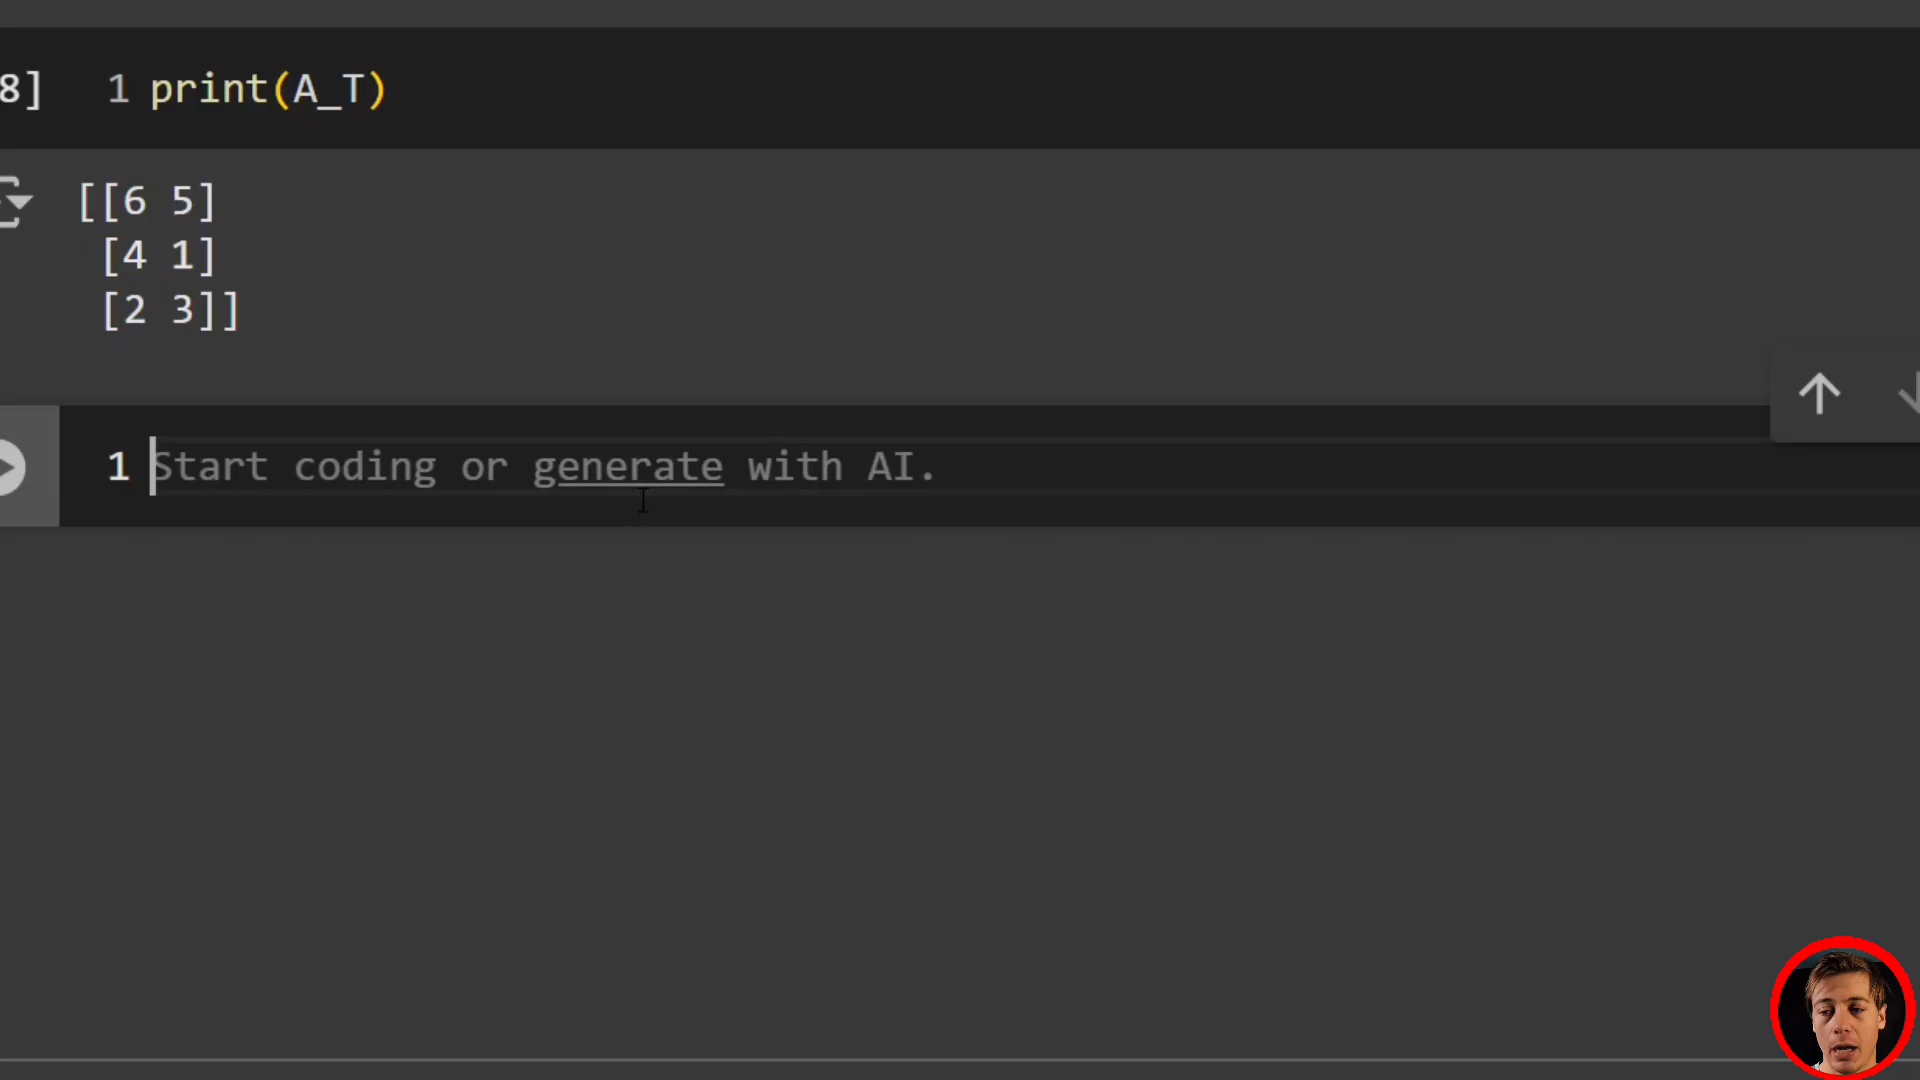 8] 1 print(A_T)
[[6 5]
[4 1]
[2 3]]
1 Start coding or generate with AI.